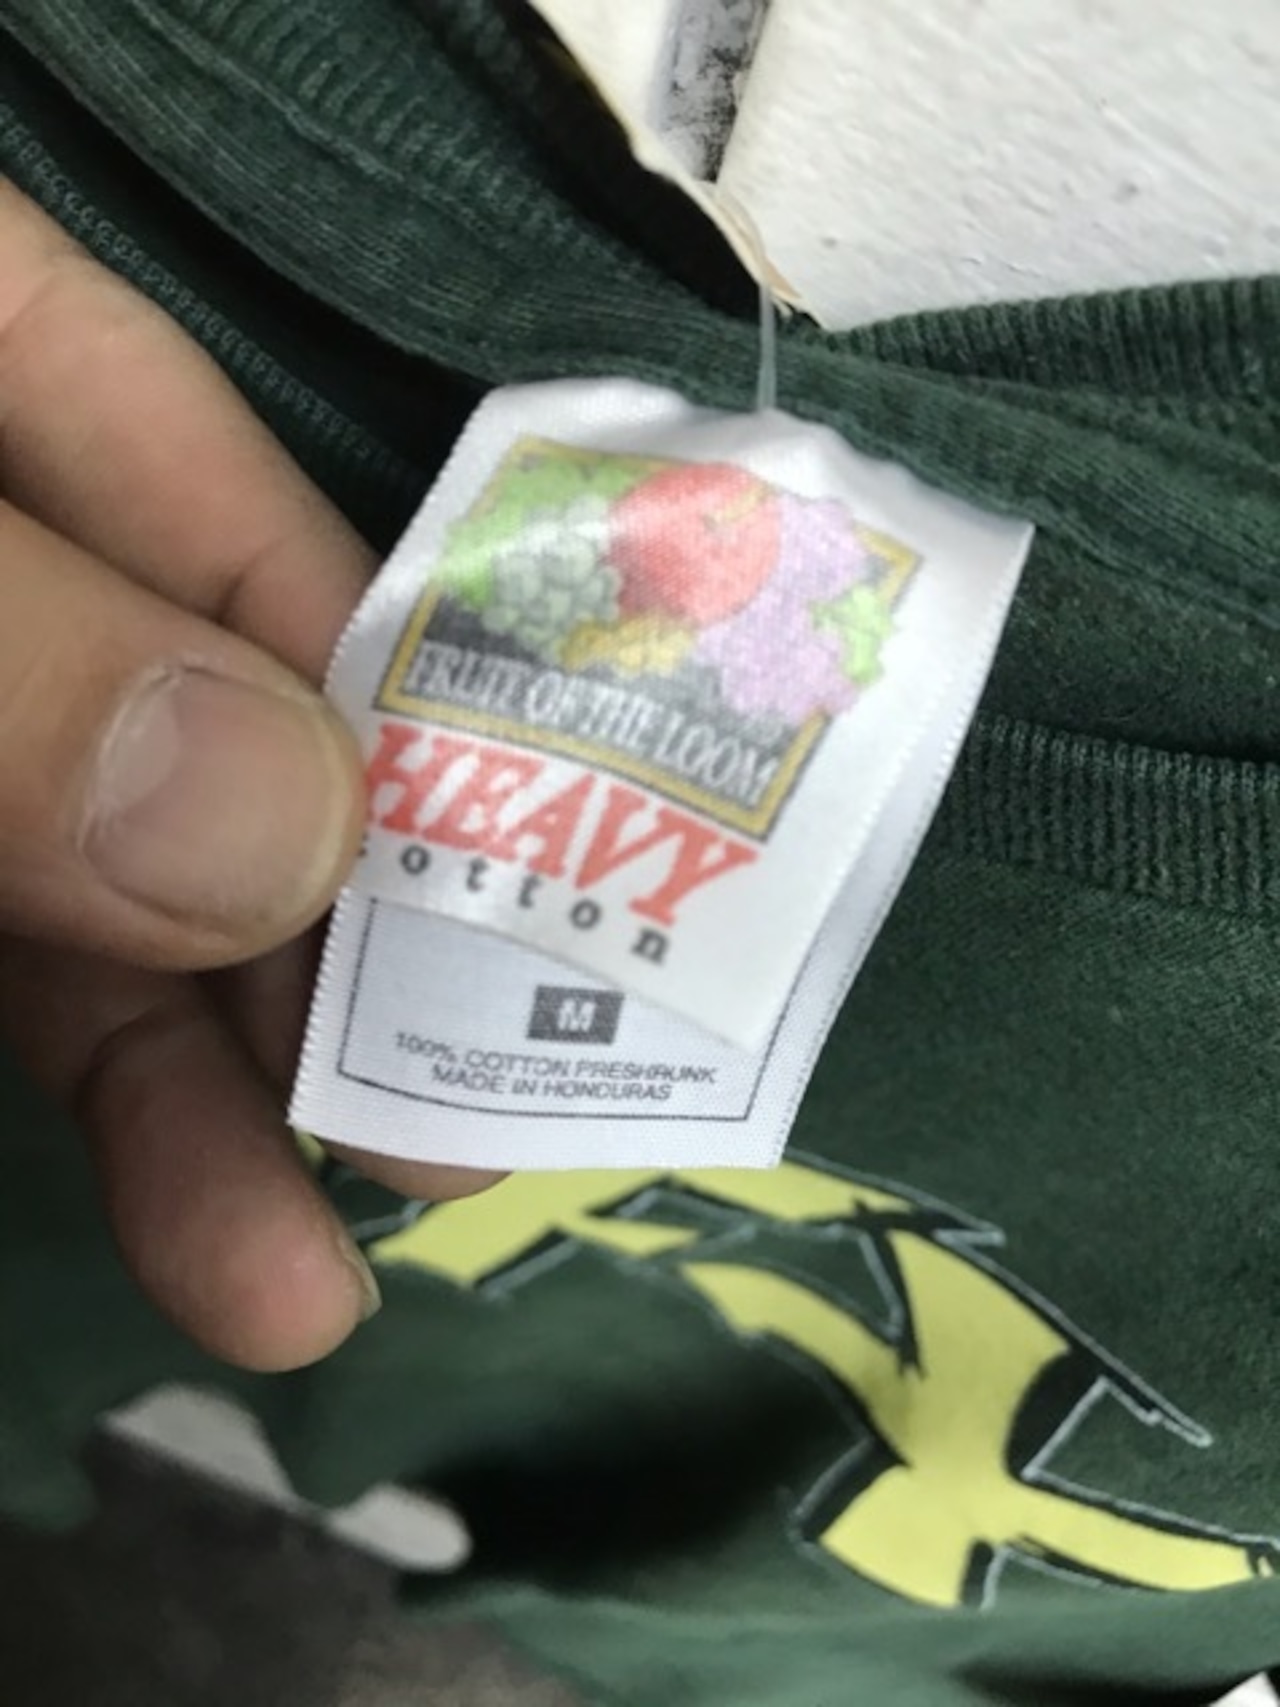 FRUIT OF THE LOOM
HEAVY
cotton
M
100% COTTON PRESHRUNK
MADE IN HONDURAS